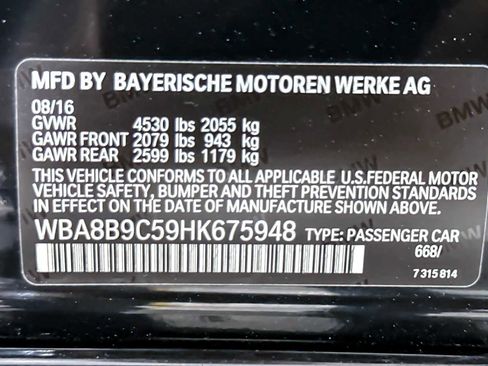 MFD BY BAYERISCHE MOTOREN WERKE AG
08/16
GVWR 4530 lbs 2055 kg
GAWR FRONT 2079 lbs 943 kg
GAWR REAR 2599 lbs 1179 kg
THIS VEHICLE CONFORMS TO ALL APPLICABLE U.S.FEDERAL MOTOR
VEHICLE SAFETY, BUMPER AND THEFT PREVENTION STANDARDS
IN EFFECT ON THE DATE OF MANUFACTURE SHOWN ABOVE.
WBA8B9C59HK675948 TYPE: PASSENGER CAR
668/
7 315 814